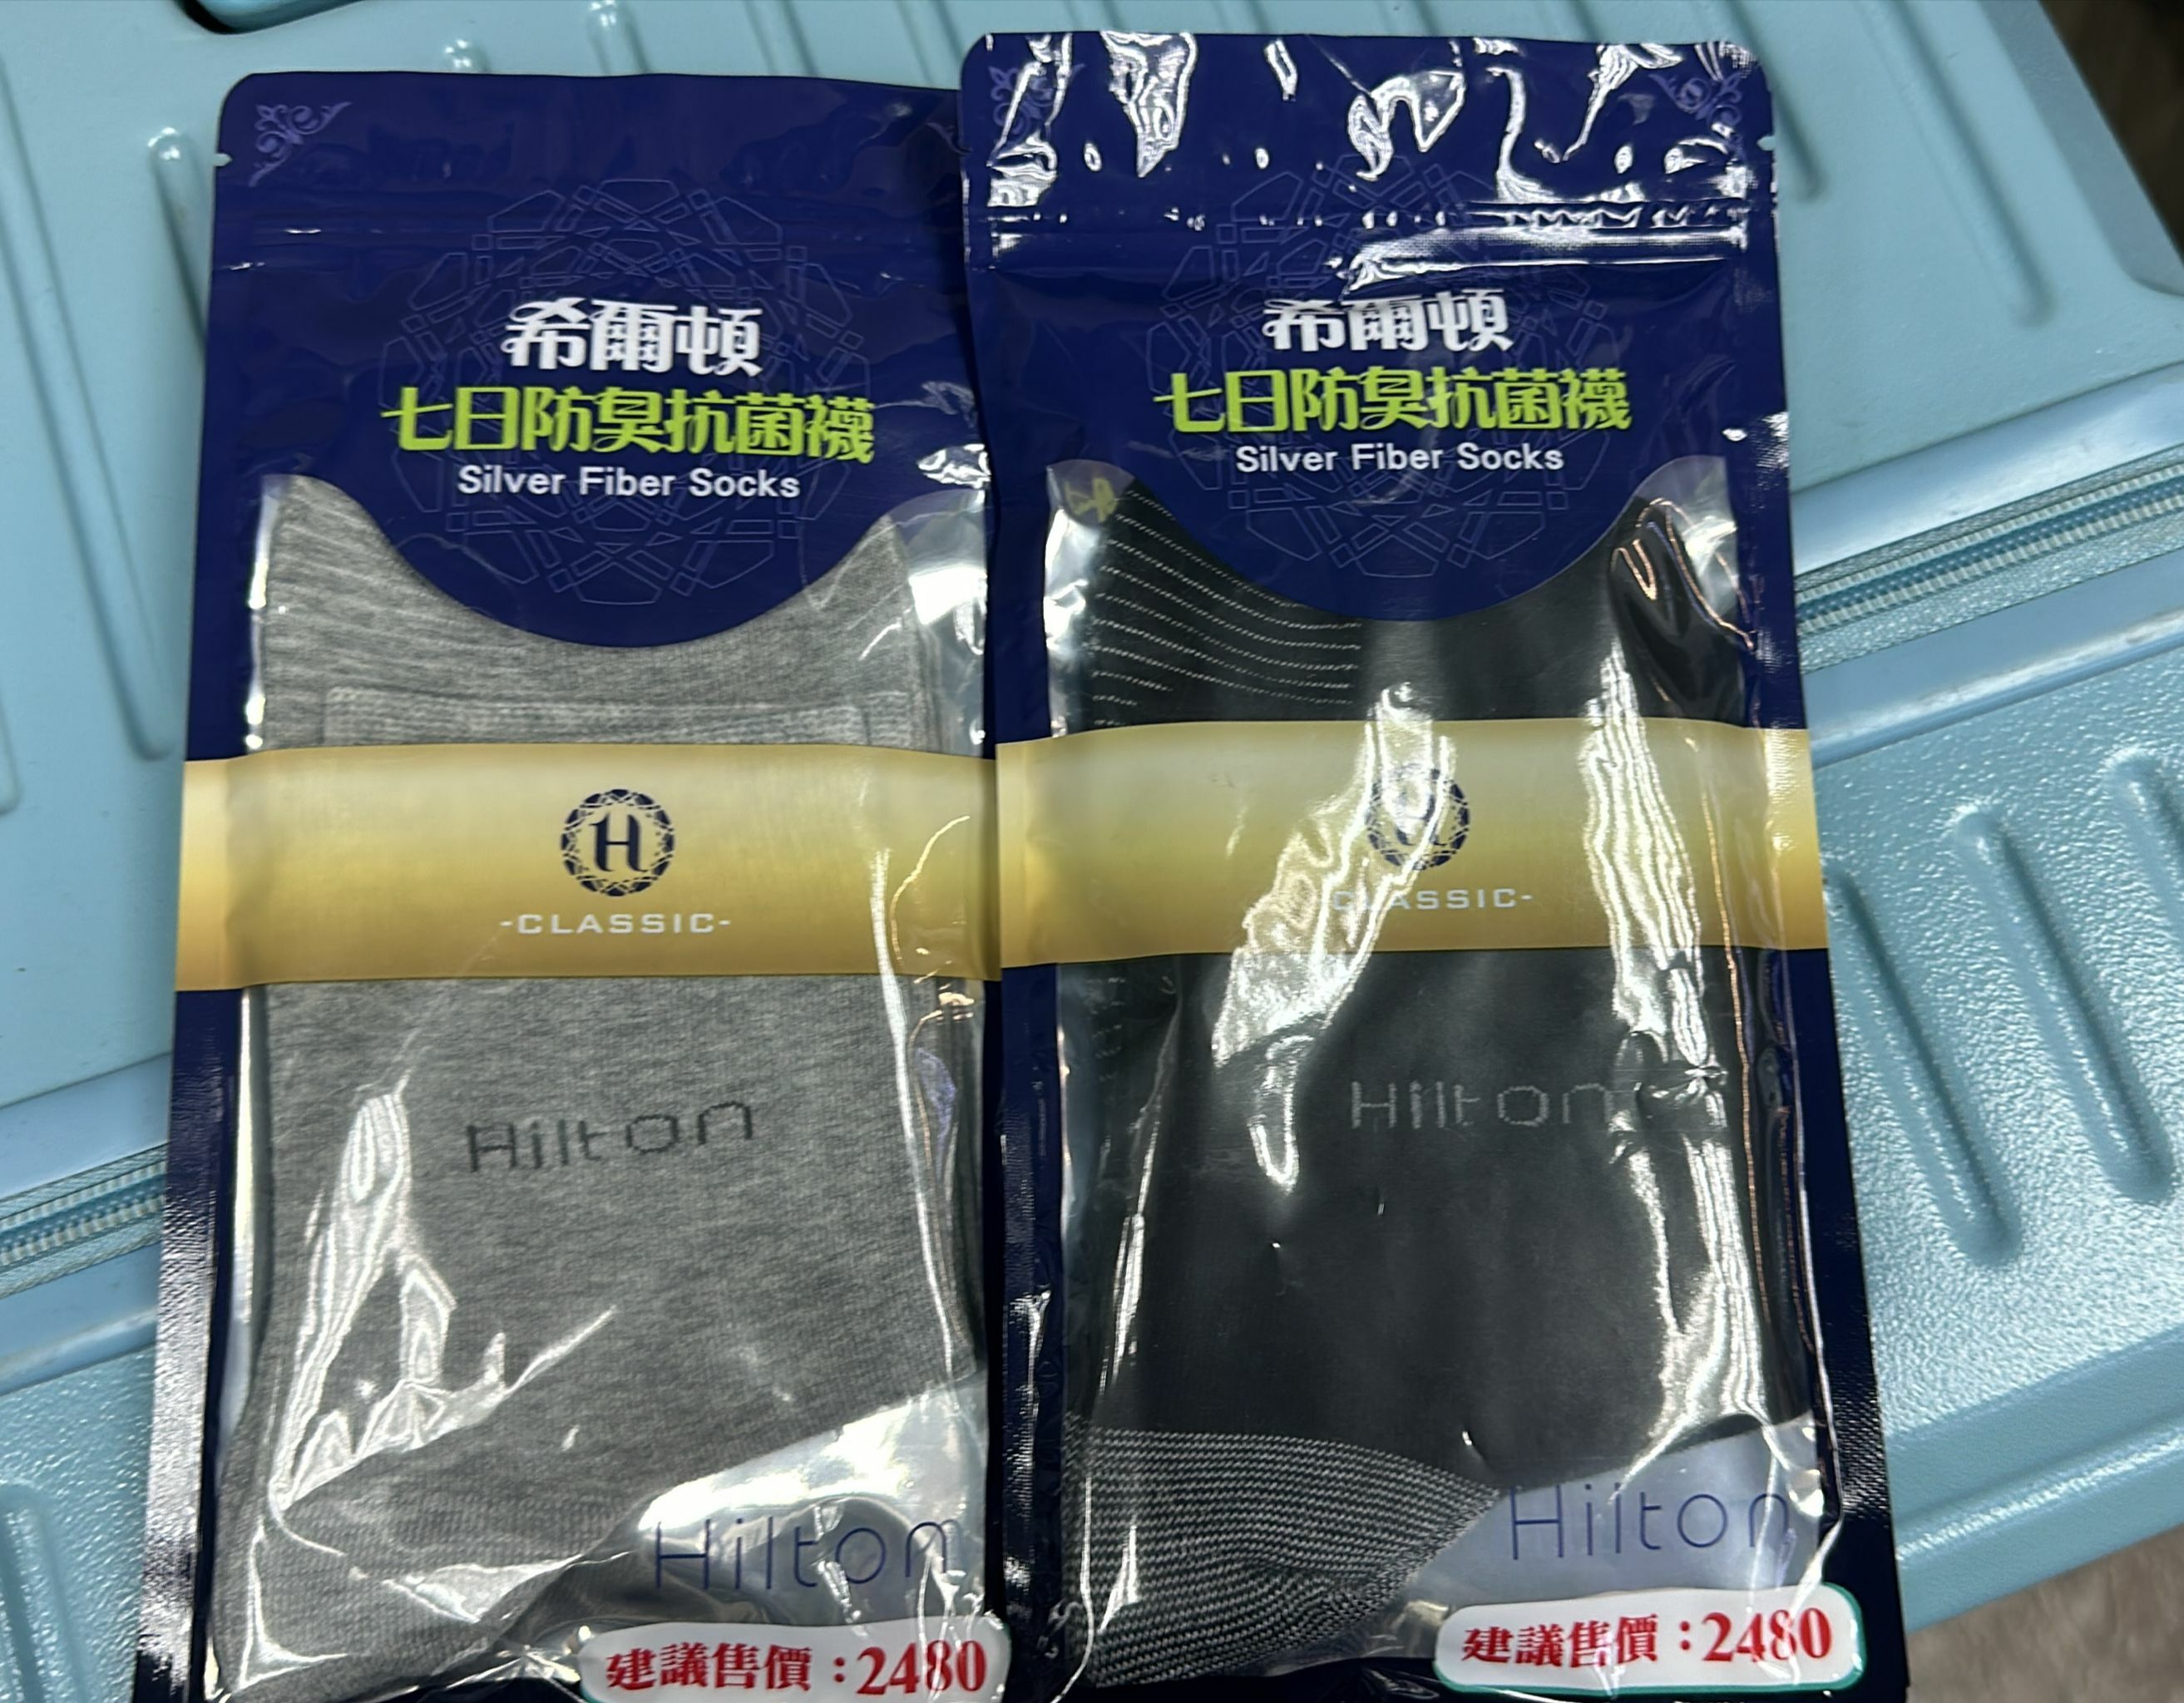 希爾頓
七日防臭抗菌襪
Silver Fiber Socks
H
-CLASSIC-
Hilton
Hilton
建議售價：2480
希爾頓
七日防臭抗菌襪
Silver Fiber Socks
H
-CLASSIC-
Hilton
Hilton
建議售價：2480